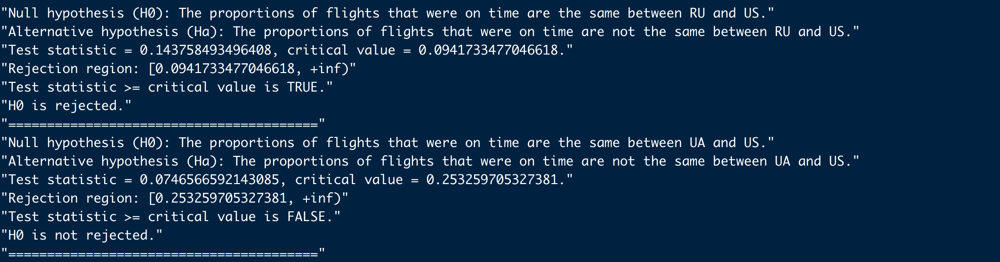 "Null hypothesis (H0): The proportions of flights that were on time are the same between RU and US."
"Alternative hypothesis (Ha): The proportions of flights that were on time are not the same between RU and US."
"Test statistic = 0.143758493496408, critical value = 0.0941733477046618."
"Rejection region: [0.0941733477046618, +inf)"
"Test statistic >= critical value is TRUE."
"H0 is rejected."
"========================================"
"Null hypothesis (H0): The proportions of flights that were on time are the same between UA and US."
"Alternative hypothesis (Ha): The proportions of flights that were on time are not the same between UA and US."
"Test statistic = 0.0746566592143085, critical value = 0.253259705327381."
"Rejection region: [0.253259705327381, +inf)"
"Test statistic >= critical value is FALSE."
"H0 is not rejected."
"========================================"